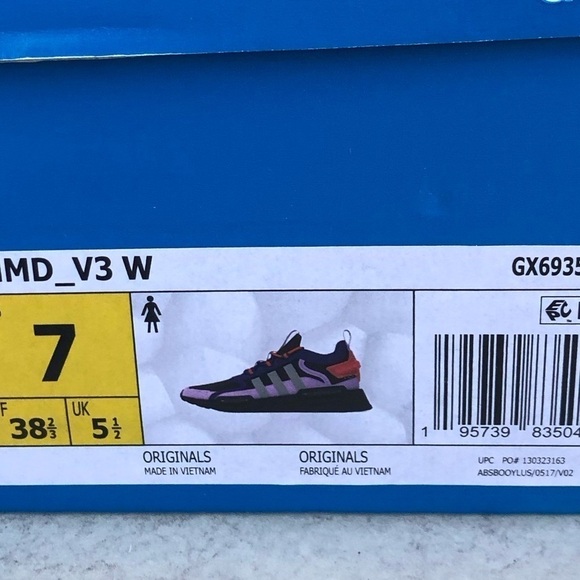 NMD_V3 W
GX6935
7
F
38⅔
UK
5½
ORIGINALS
MADE IN VIETNAM
ORIGINALS
FABRIQUÉ AU VIETNAM
1 95739 83504
UPC PO# 130323163
ABSBOOYLUS/0517/V02